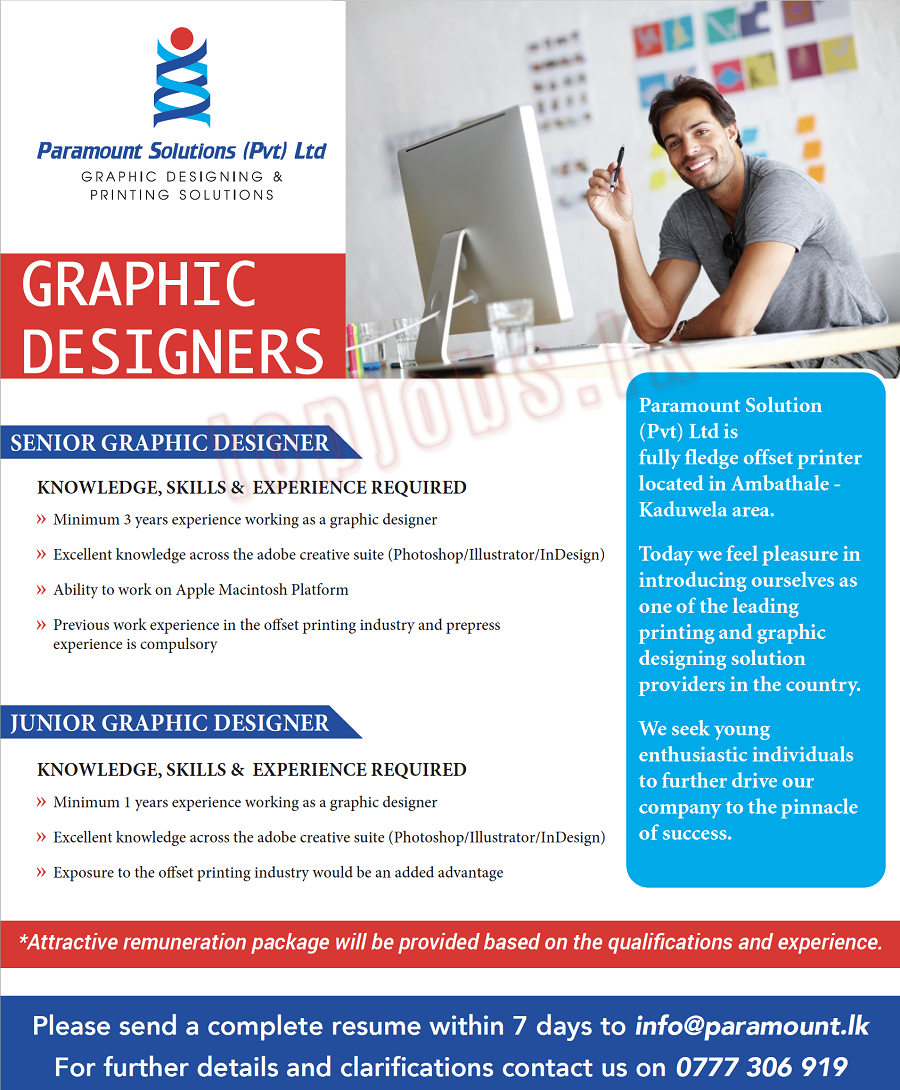 Paramount Solutions (Pvt) Ltd
GRAPHIC DESIGNING &
PRINTING SOLUTIONS
GRAPHIC
DESIGNERS
topjobs.lk
SENIOR GRAPHIC DESIGNER
KNOWLEDGE, SKILLS & EXPERIENCE REQUIRED
» Minimum 3 years experience working as a graphic designer
» Excellent knowledge across the adobe creative suite (Photoshop/Illustrator/InDesign)
» Ability to work on Apple Macintosh Platform
» Previous work experience in the offset printing industry and prepress
experience is compulsory
JUNIOR GRAPHIC DESIGNER
KNOWLEDGE, SKILLS & EXPERIENCE REQUIRED
» Minimum 1 years experience working as a graphic designer
» Excellent knowledge across the adobe creative suite (Photoshop/Illustrator/InDesign)
» Exposure to the offset printing industry would be an added advantage
Paramount Solution
(Pvt) Ltd is
fully fledge offset printer
located in Ambathale -
Kaduwela area.
Today we feel pleasure in
introducing ourselves as
one of the leading
printing and graphic
designing solution
providers in the country.
We seek young
enthusiastic individuals
to further drive our
company to the pinnacle
of success.
*Attractive remuneration package will be provided based on the qualifications and experience.
Please send a complete resume within 7 days to info@paramount.lk
For further details and clarifications contact us on 0777 306 919